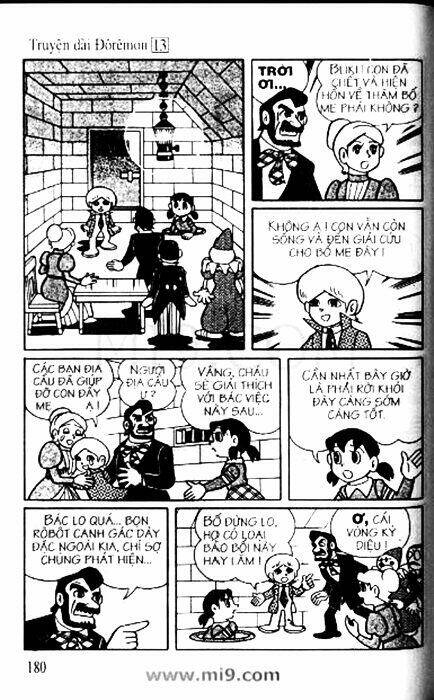 Truyện dài Đôrêmon 13
TRỜI
ƠI...
BUKI! CON ĐÃ
CHẾT VÀ HIỆN
HỒN VỀ THĂM BỐ
MẸ PHẢI KHÔNG?
KHÔNG Ạ! CON VẪN CÒN
SỐNG VÀ ĐẾN GIẢI CỨU
CHO BỐ MẸ ĐÂY!
CÁC BẠN ĐỊA
CẦU ĐÃ GIÚP
ĐỠ CON ĐẤY
MẸ Ạ!
NGƯỜI
ĐỊA CẦU
Ư?
VÂNG, CHÁU
SẼ GIẢI THÍCH
VỚI BÁC VIỆC
NÀY SAU...
CẦN NHẤT BÂY GIỜ
LÀ PHẢI RỜI KHỎI
ĐÂY CÀNG SỚM
CÀNG TỐT.
BÁC LO QUÁ... BỌN
RÔBỐT CANH GÁC DÀY
ĐẶC NGOÀI KIA, CHỈ SỢ
CHÚNG PHÁT HIỆN...
BỐ ĐỪNG LO,
HỌ CÓ LOẠI
BẢO BỐI NÀY
HAY LẮM!
Ơ, CÁI
VÒNG KỲ
DIỆU!
180
www.mi9.com